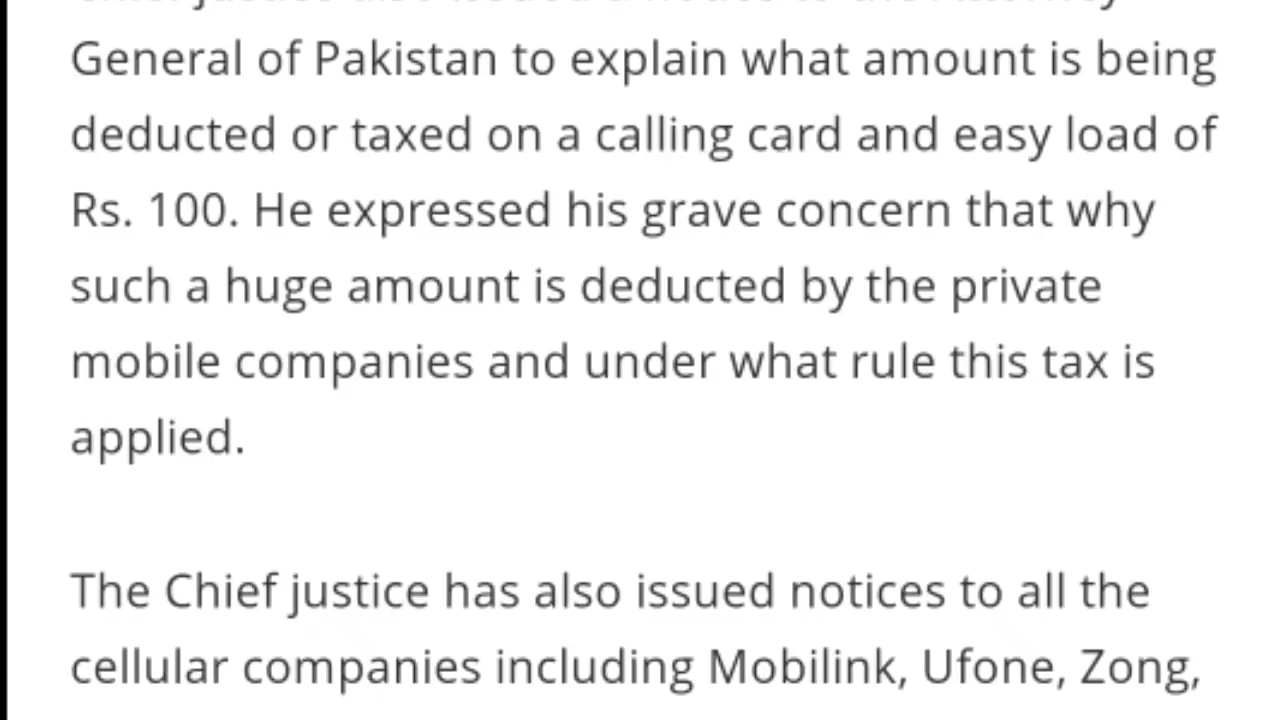 General of Pakistan to explain what amount is being
deducted or taxed on a calling card and easy load of
Rs. 100. He expressed his grave concern that why
such a huge amount is deducted by the private
mobile companies and under what rule this tax is
applied.
The Chief justice has also issued notices to all the
cellular companies including Mobilink, Ufone, Zong,